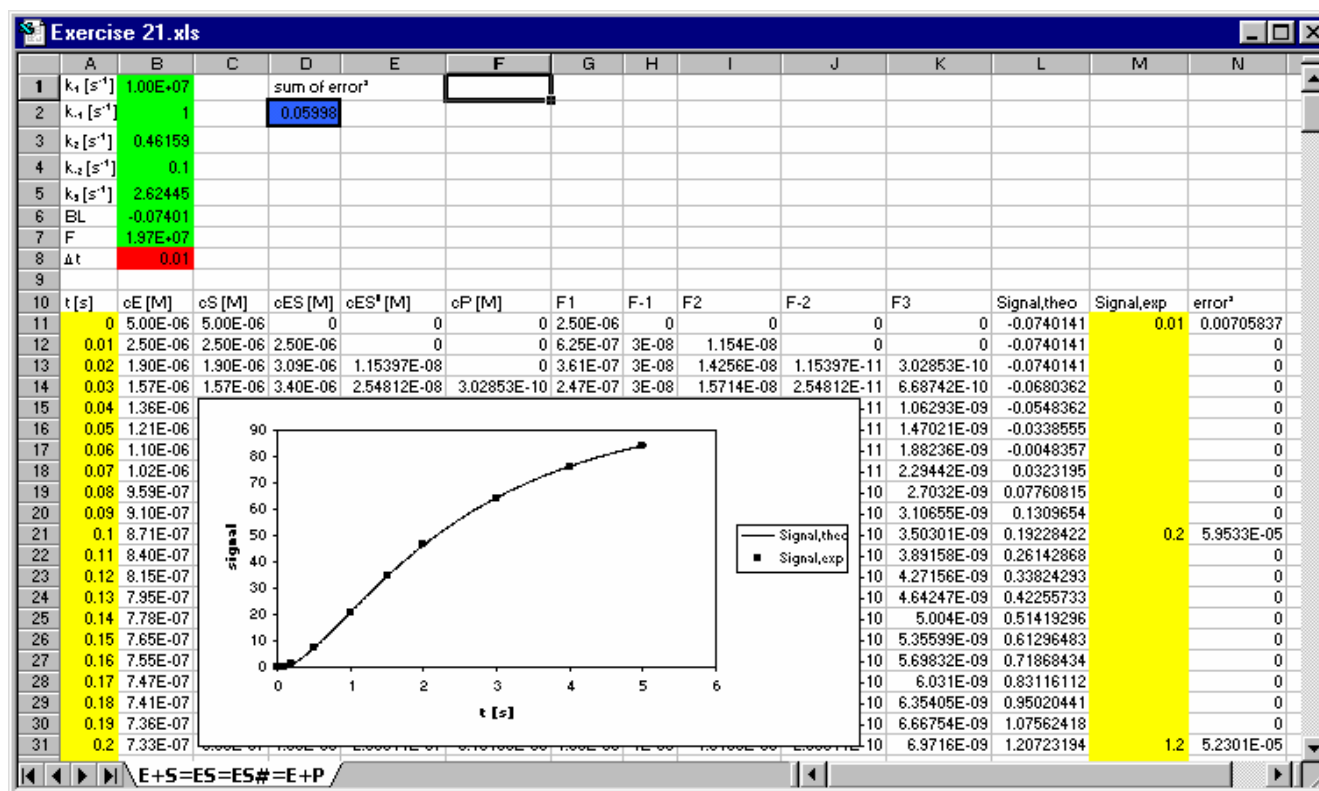 Exercise 21.xls
A B C D E F G H I J K L M N
1 k₁ [s⁻¹] 1.00E+07 sum of error²
2 k₋₁ [s⁻¹] 1 0.05998
3 k₂ [s⁻¹] 0.46159
4 k₋₂ [s⁻¹] 0.1
5 k₃ [s⁻¹] 2.62445
6 BL -0.07401
7 F 1.97E+07
8 Δt 0.01
9
10 t [s] cE [M] cS [M] cES [M] cES# [M] cP [M] F1 F-1 F2 F-2 F3 Signal,theo Signal,exp error²
11 0 5.00E-06 5.00E-06 0 0 0 2.50E-06 0 0 0 0 -0.0740141 0.01 0.00705837
12 0.01 2.50E-06 2.50E-06 2.50E-06 0 0 6.25E-07 3E-08 1.154E-08 0 0 -0.0740141 0
13 0.02 1.90E-06 1.90E-06 3.09E-06 1.15397E-08 0 3.61E-07 3E-08 1.4256E-08 1.15397E-11 3.02853E-10 -0.0740141 0
14 0.03 1.57E-06 1.57E-06 3.40E-06 2.54812E-08 3.02853E-10 2.47E-07 3E-08 1.5714E-08 2.54812E-11 6.68742E-10 -0.0680362 0
15 0.04 1.36E-06 -11 1.06293E-09 -0.0548362 0
16 0.05 1.21E-06 -11 1.47021E-09 -0.0338555 0
17 0.06 1.10E-06 -11 1.88236E-09 -0.0048357 0
18 0.07 1.02E-06 -11 2.29442E-09 0.0323195 0
19 0.08 9.59E-07 -10 2.7032E-09 0.07760815 0
20 0.09 9.10E-07 -10 3.10655E-09 0.1309654 0
21 0.1 8.71E-07 -10 3.50301E-09 0.19228422 0.2 5.9533E-05
22 0.11 8.40E-07 -10 3.89158E-09 0.26142868 0
23 0.12 8.15E-07 -10 4.27156E-09 0.33824293 0
24 0.13 7.95E-07 -10 4.64247E-09 0.42255733 0
25 0.14 7.78E-07 -10 5.004E-09 0.51419296 0
26 0.15 7.65E-07 -10 5.35599E-09 0.61296483 0
27 0.16 7.55E-07 -10 5.69832E-09 0.71868434 0
28 0.17 7.47E-07 -10 6.031E-09 0.83116112 0
29 0.18 7.41E-07 -10 6.35405E-09 0.95020441 0
30 0.19 7.36E-07 -10 6.66754E-09 1.07562418 0
31 0.2 7.33E-07 -10 6.9716E-09 1.20723194 1.2 5.2301E-05
90
80
70
60
50
40
30
20
10
0
signal
0 1 2 3 4 5 6
t [s]
Signal,theo
Signal,exp
E+S=ES=ES#=E+P